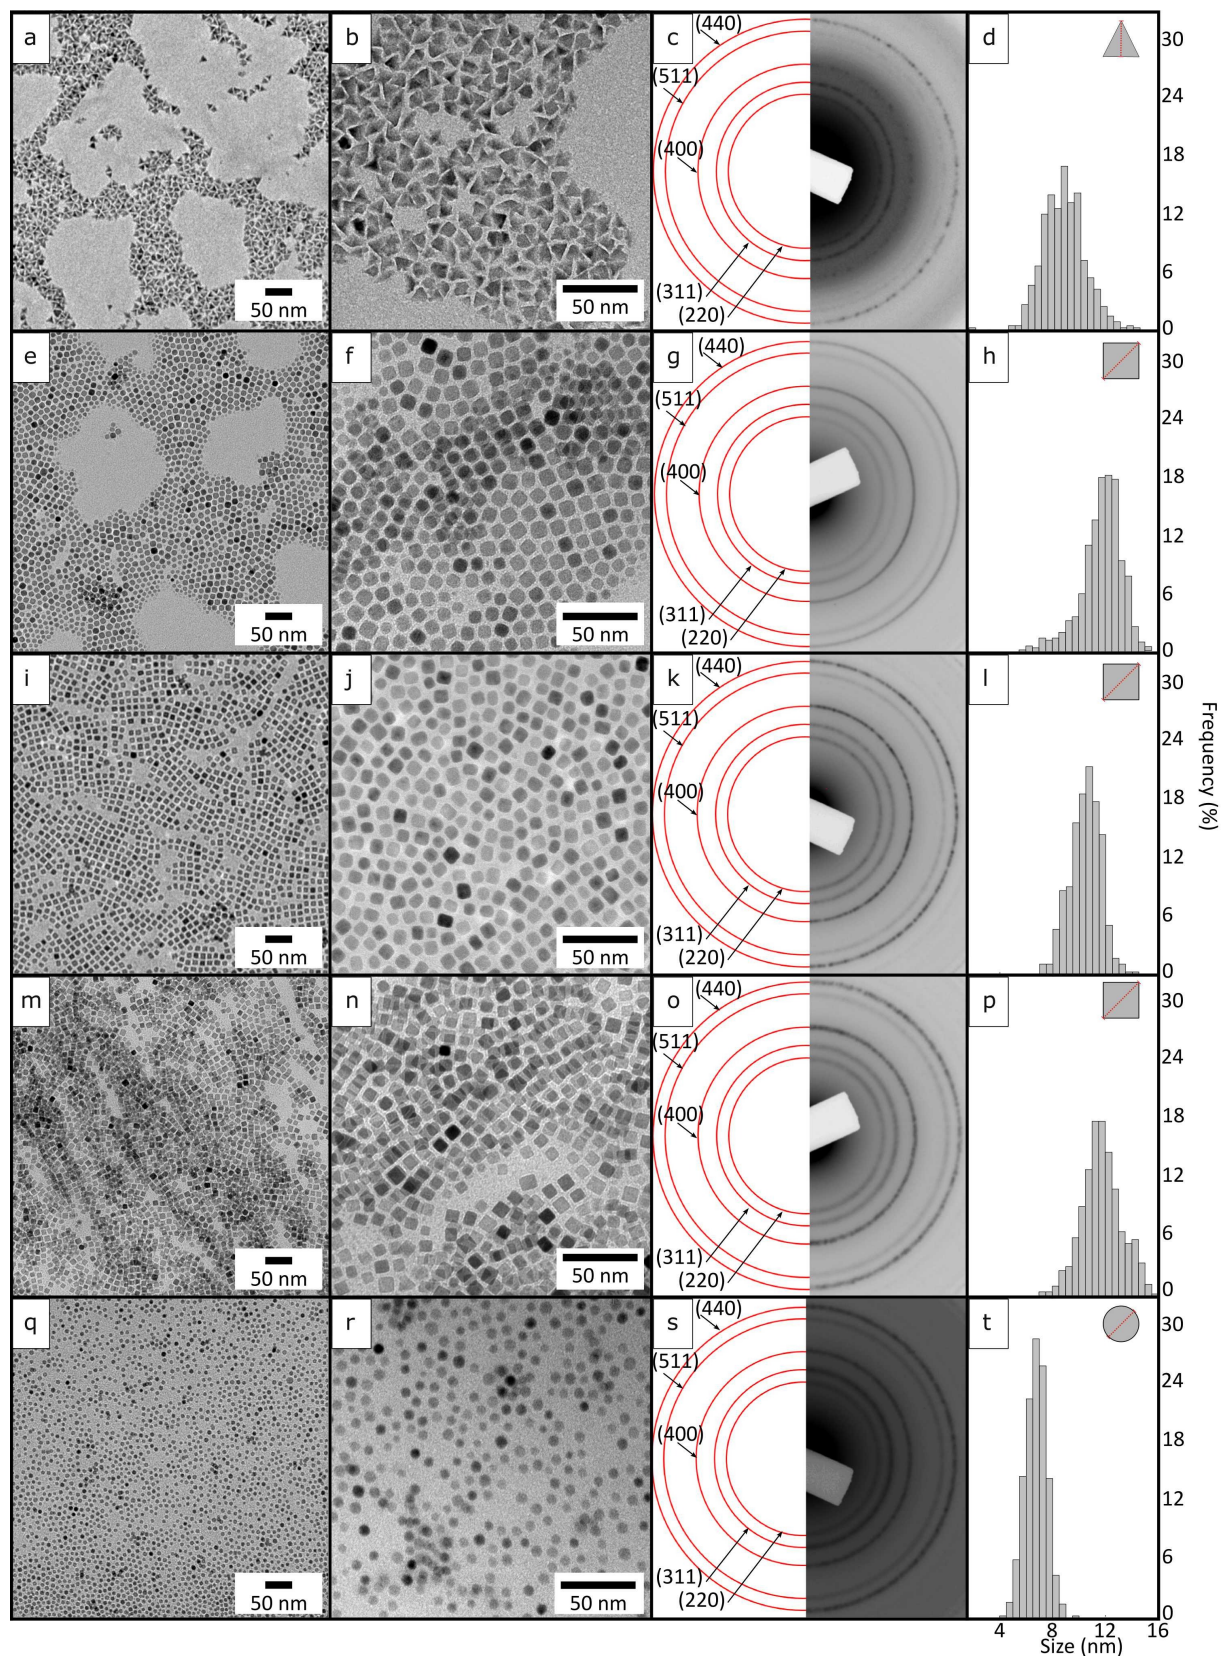 a
b
c
d
(440)
(511)
(400)
(311)
(220)
50 nm
50 nm
30
24
18
12
6
0
e
f
g
h
(440)
(511)
(400)
(311)
(220)
50 nm
50 nm
30
24
18
12
6
0
i
j
k
l
(440)
(511)
(400)
(311)
(220)
50 nm
50 nm
30
24
18
12
6
0
Frequency (%)
m
n
o
p
(440)
(511)
(400)
(311)
(220)
50 nm
50 nm
30
24
18
12
6
0
q
r
s
t
(440)
(511)
(400)
(311)
(220)
50 nm
50 nm
30
24
18
12
6
0
4 8 12 16
Size (nm)